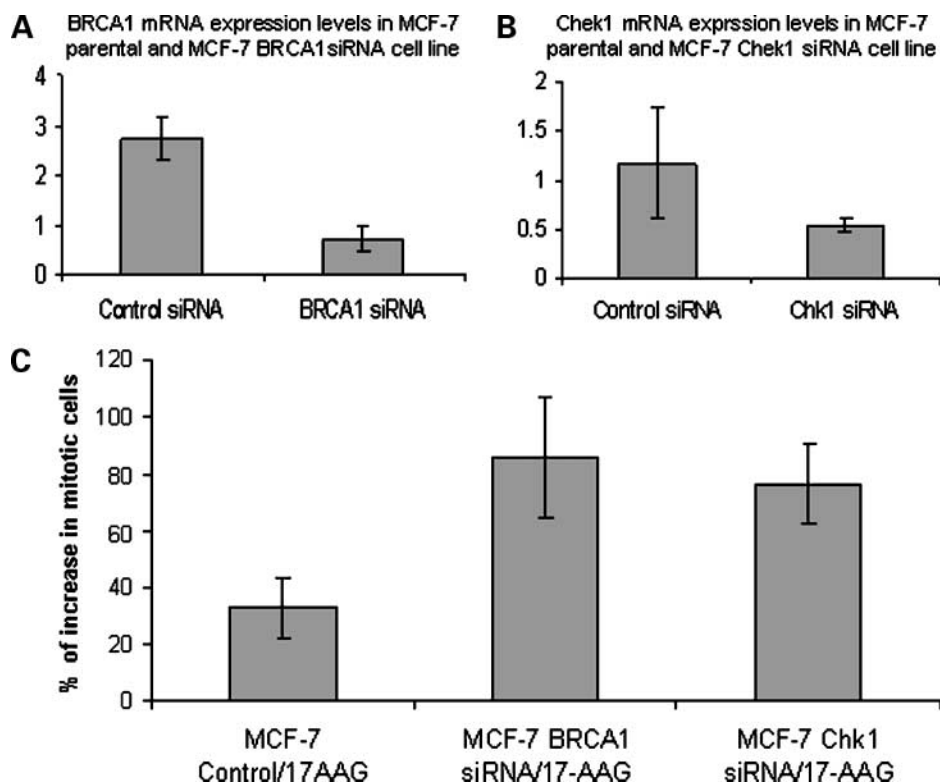 A
BRCA1 mRNA expression levels in MCF-7
parental and MCF-7 BRCA1siRNA cell line
4
3
2
1
0
Control siRNA
BRCA1 siRNA
B
Chek1 mRNA exprssion levels in MCF-7
parental and MCF-7 Chek1 siRNA cell line
2
1.5
1
0.5
0
Control siRNA
Chk1 siRNA
C
% of increase in mitotic cells
120
100
80
60
40
20
0
MCF-7
Control/17AAG
MCF-7 BRCA1
siRNA/17-AAG
MCF-7 Chk1
siRNA/17-AAG